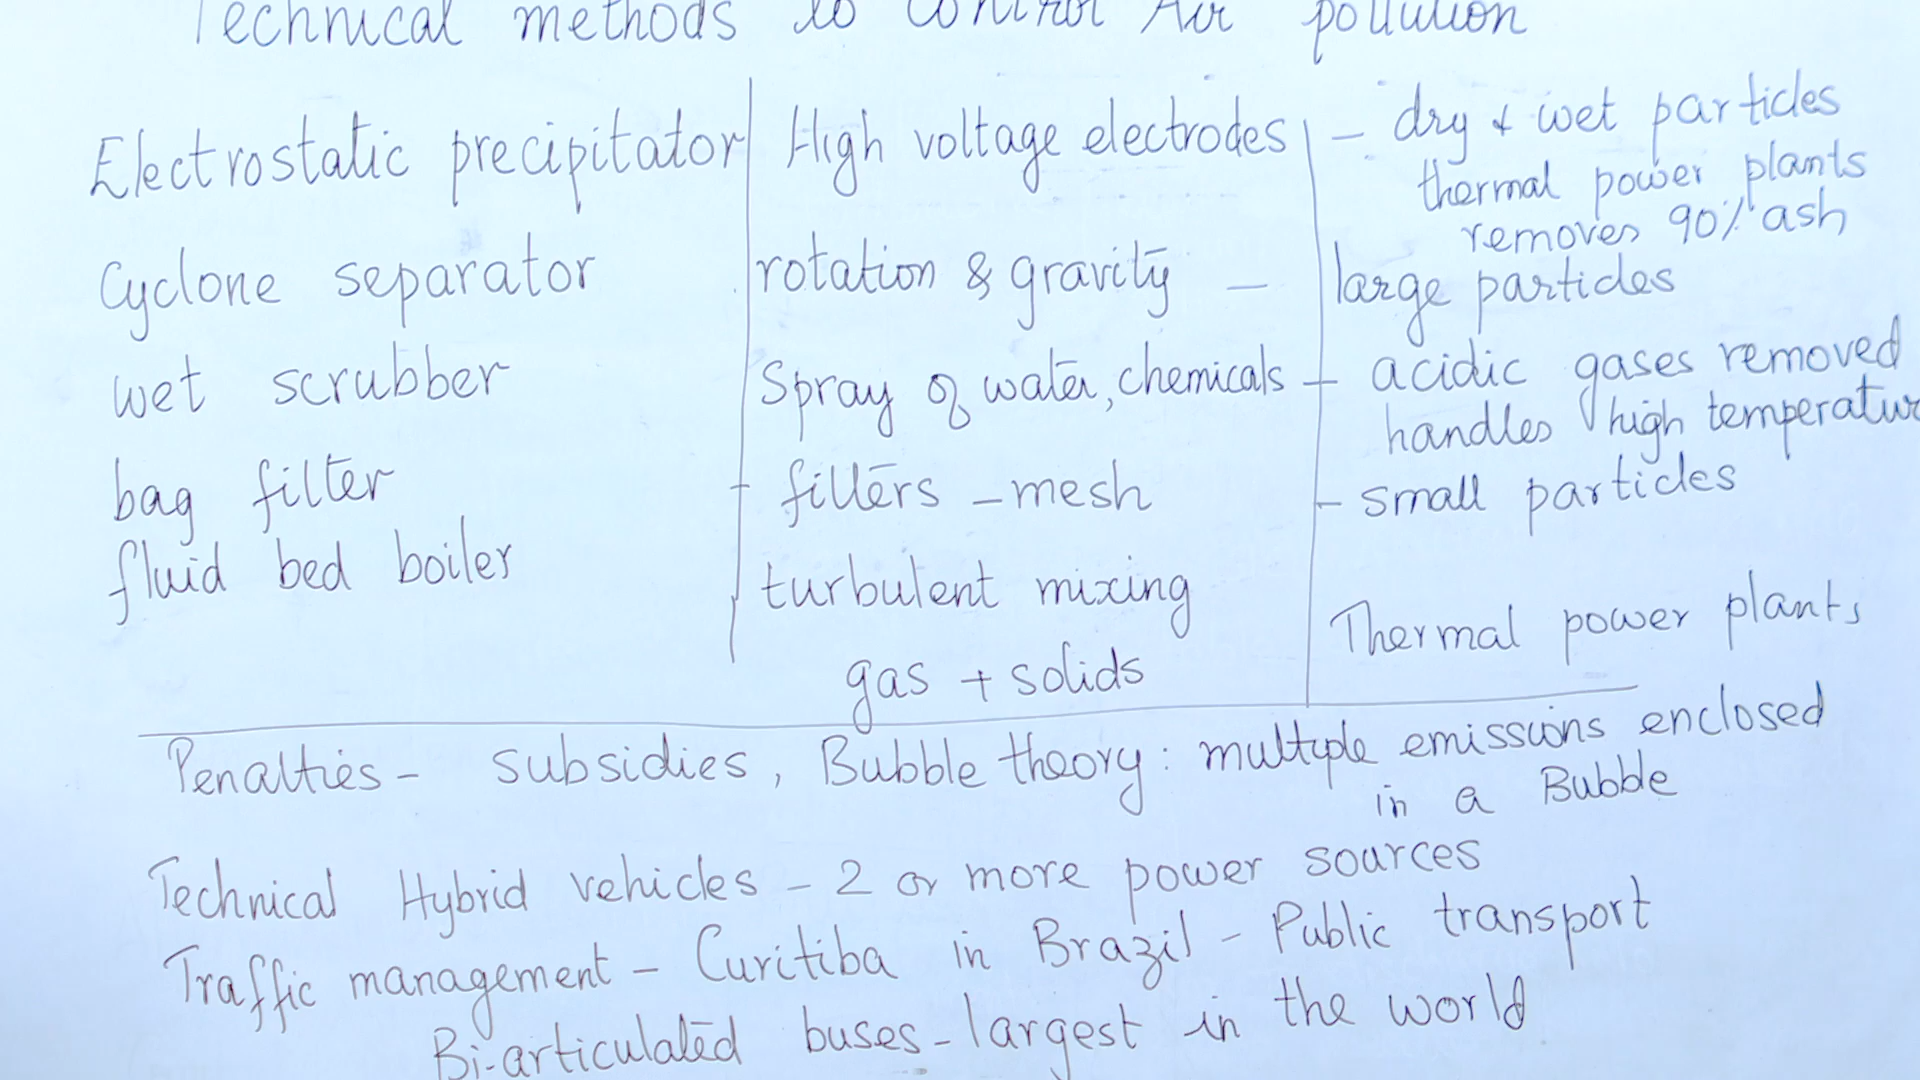 Technical methods to control Air pollution
Electrostatic precipitator High voltage electrodes – dry & wet particles
thermal power plants
removes 90% ash
Cyclone separator rotation & gravity – large particles
wet scrubber Spray of water, chemicals – acidic gases removed
handles high temperatur
bag filter – filters – mesh – small particles
fluid bed boiler turbulent mixing
gas + solids
Thermal power plants
Penalties – subsidies, Bubble theory: multiple emissions enclosed
in a Bubble
Technical Hybrid vehicles – 2 or more power sources
Traffic management – Curitiba in Brazil – Public transport
Bi-articulated buses – largest in the world